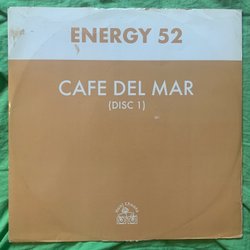 ENERGY 52
CAFE DEL MAR
(DISC 1)